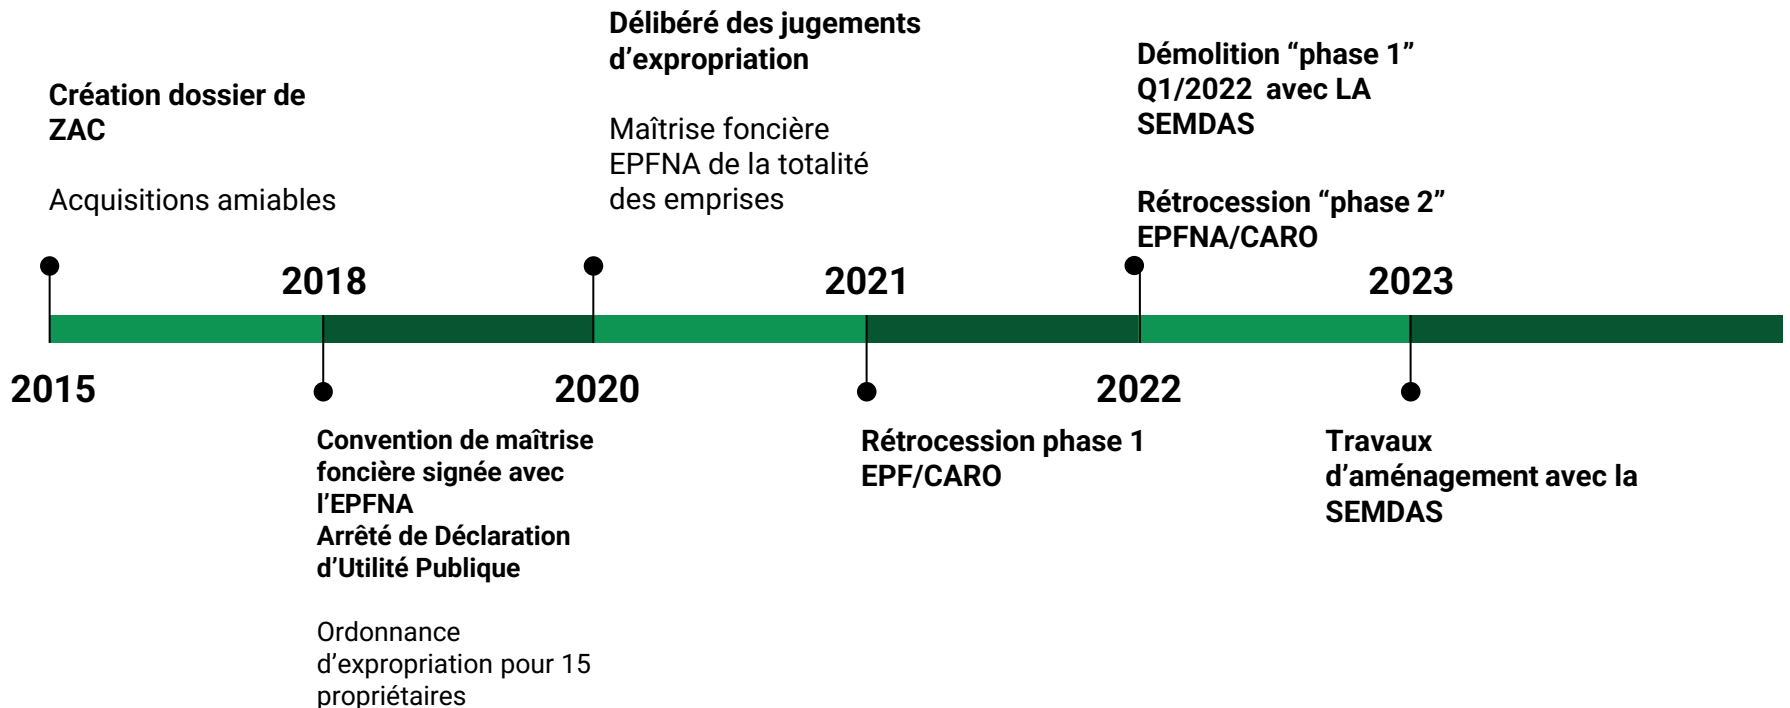 Création dossier de
ZAC
Acquisitions amiables
2015
2018
Convention de maîtrise
foncière signée avec
l’EPFNA
Arrêté de Déclaration
d’Utilité Publique
Ordonnance
d’expropriation pour 15
propriétaires
Délibéré des jugements
d’expropriation
Maîtrise foncière
EPFNA de la totalité
des emprises
2020
2021
Rétrocession phase 1
EPF/CARO
Démolition “phase 1”
Q1/2022 avec LA
SEMDAS
Rétrocession “phase 2”
EPFNA/CARO
2022
2023
Travaux
d’aménagement avec la
SEMDAS